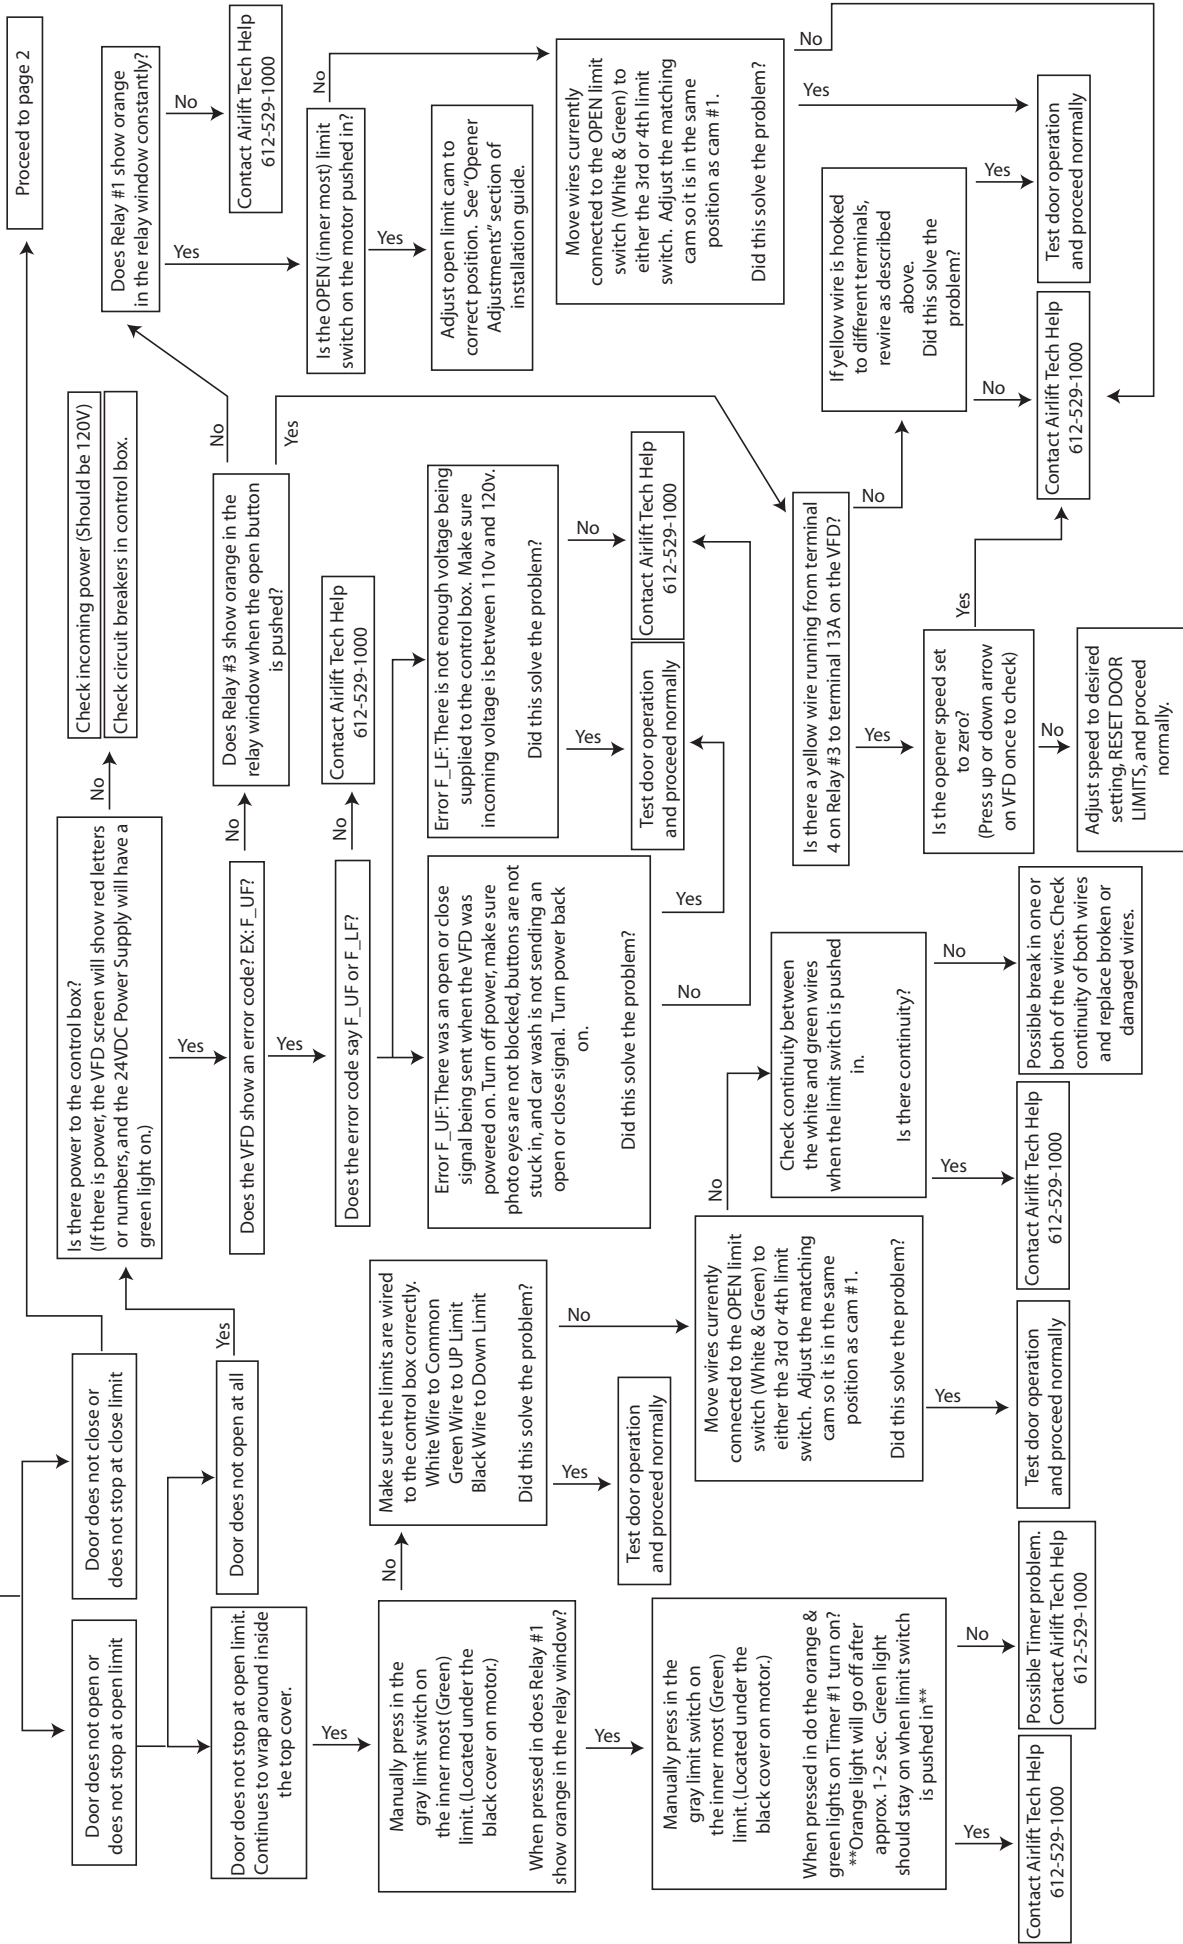 Proceed to page 2
Door does not open or
does not stop at open limit
Door does not close or
does not stop at close limit
Door does not stop at open limit.
Continues to wrap around inside
the top cover.
Door does not open at all
Yes
Is there power to the control box?
(If there is power, the VFD screen will show red letters
or numbers, and the 24VDC Power Supply will have a
green light on.)
No
Check incoming power (Should be 120V)
Check circuit breakers in control box.
Yes
Does the VFD show an error code? EX: F_UF?
No
Does Relay #3 show orange in the
relay window when the open button
is pushed?
No
Yes
Does Relay #1 show orange
in the relay window constantly?
No
Contact Airlift Tech Help
612-529-1000
Yes
Is the OPEN (inner most) limit
switch on the motor pushed in?
No
Yes
Adjust open limit cam to
correct position. See "Opener
Adjustments" section of
installation guide.
Move wires currently
connected to the OPEN limit
switch (White & Green) to
either the 3rd or 4th limit
switch. Adjust the matching
cam so it is in the same
position as cam #1.
Did this solve the problem?
No
Yes
Yes
Does the error code say F_UF or F_LF?
No
Contact Airlift Tech Help
612-529-1000
Error F_UF: There was an open or close
signal being sent when the VFD was
powered on. Turn off power, make sure
photo eyes are not blocked, buttons are not
stuck in, and car wash is not sending an
open or close signal. Turn power back
on.
Did this solve the problem?
Yes
No
Error F_LF: There is not enough voltage being
supplied to the control box. Make sure
incoming voltage is between 110v and 120v.
Did this solve the problem?
Yes
No
Test door operation
and proceed normally
Contact Airlift Tech Help
612-529-1000
Yes
Manually press in the
gray limit switch on
the inner most (Green)
limit. (Located under the
black cover on motor.)
When pressed in does Relay #1
show orange in the relay window?
No
Make sure the limits are wired
to the control box correctly.
White Wire to Common
Green Wire to UP Limit
Black Wire to Down Limit
Did this solve the problem?
Yes
Test door operation
and proceed normally
No
Move wires currently
connected to the OPEN limit
switch (White & Green) to
either the 3rd or 4th limit
switch. Adjust the matching
cam so it is in the same
position as cam #1.
Did this solve the problem?
No
Check continuity between
the white and green wires
when the limit switch is pushed
in.
Is there continuity?
Yes
Test door operation
and proceed normally
Yes
Contact Airlift Tech Help
612-529-1000
No
Possible break in one or
both of the wires. Check
continuity of both wires
and replace broken or
damaged wires.
Yes
Manually press in the
gray limit switch on
the inner most (Green)
limit. (Located under the
black cover on motor.)
When pressed in do the orange &
green lights on Timer #1 turn on?
**Orange light will go off after
approx. 1-2 sec. Green light
should stay on when limit switch
is pushed in**
Yes
Contact Airlift Tech Help
612-529-1000
No
Possible Timer problem.
Contact Airlift Tech Help
612-529-1000
Is there a yellow wire running from terminal
4 on Relay #3 to terminal 13A on the VFD?
No
If yellow wire is hooked
to different terminals,
rewire as described
above.
Did this solve the
problem?
No
Yes
Yes
Is the opener speed set
to zero?
(Press up or down arrow
on VFD once to check)
Yes
No
Adjust speed to desired
setting, RESET DOOR
LIMITS, and proceed
normally.
Contact Airlift Tech Help
612-529-1000
Test door operation
and proceed normally